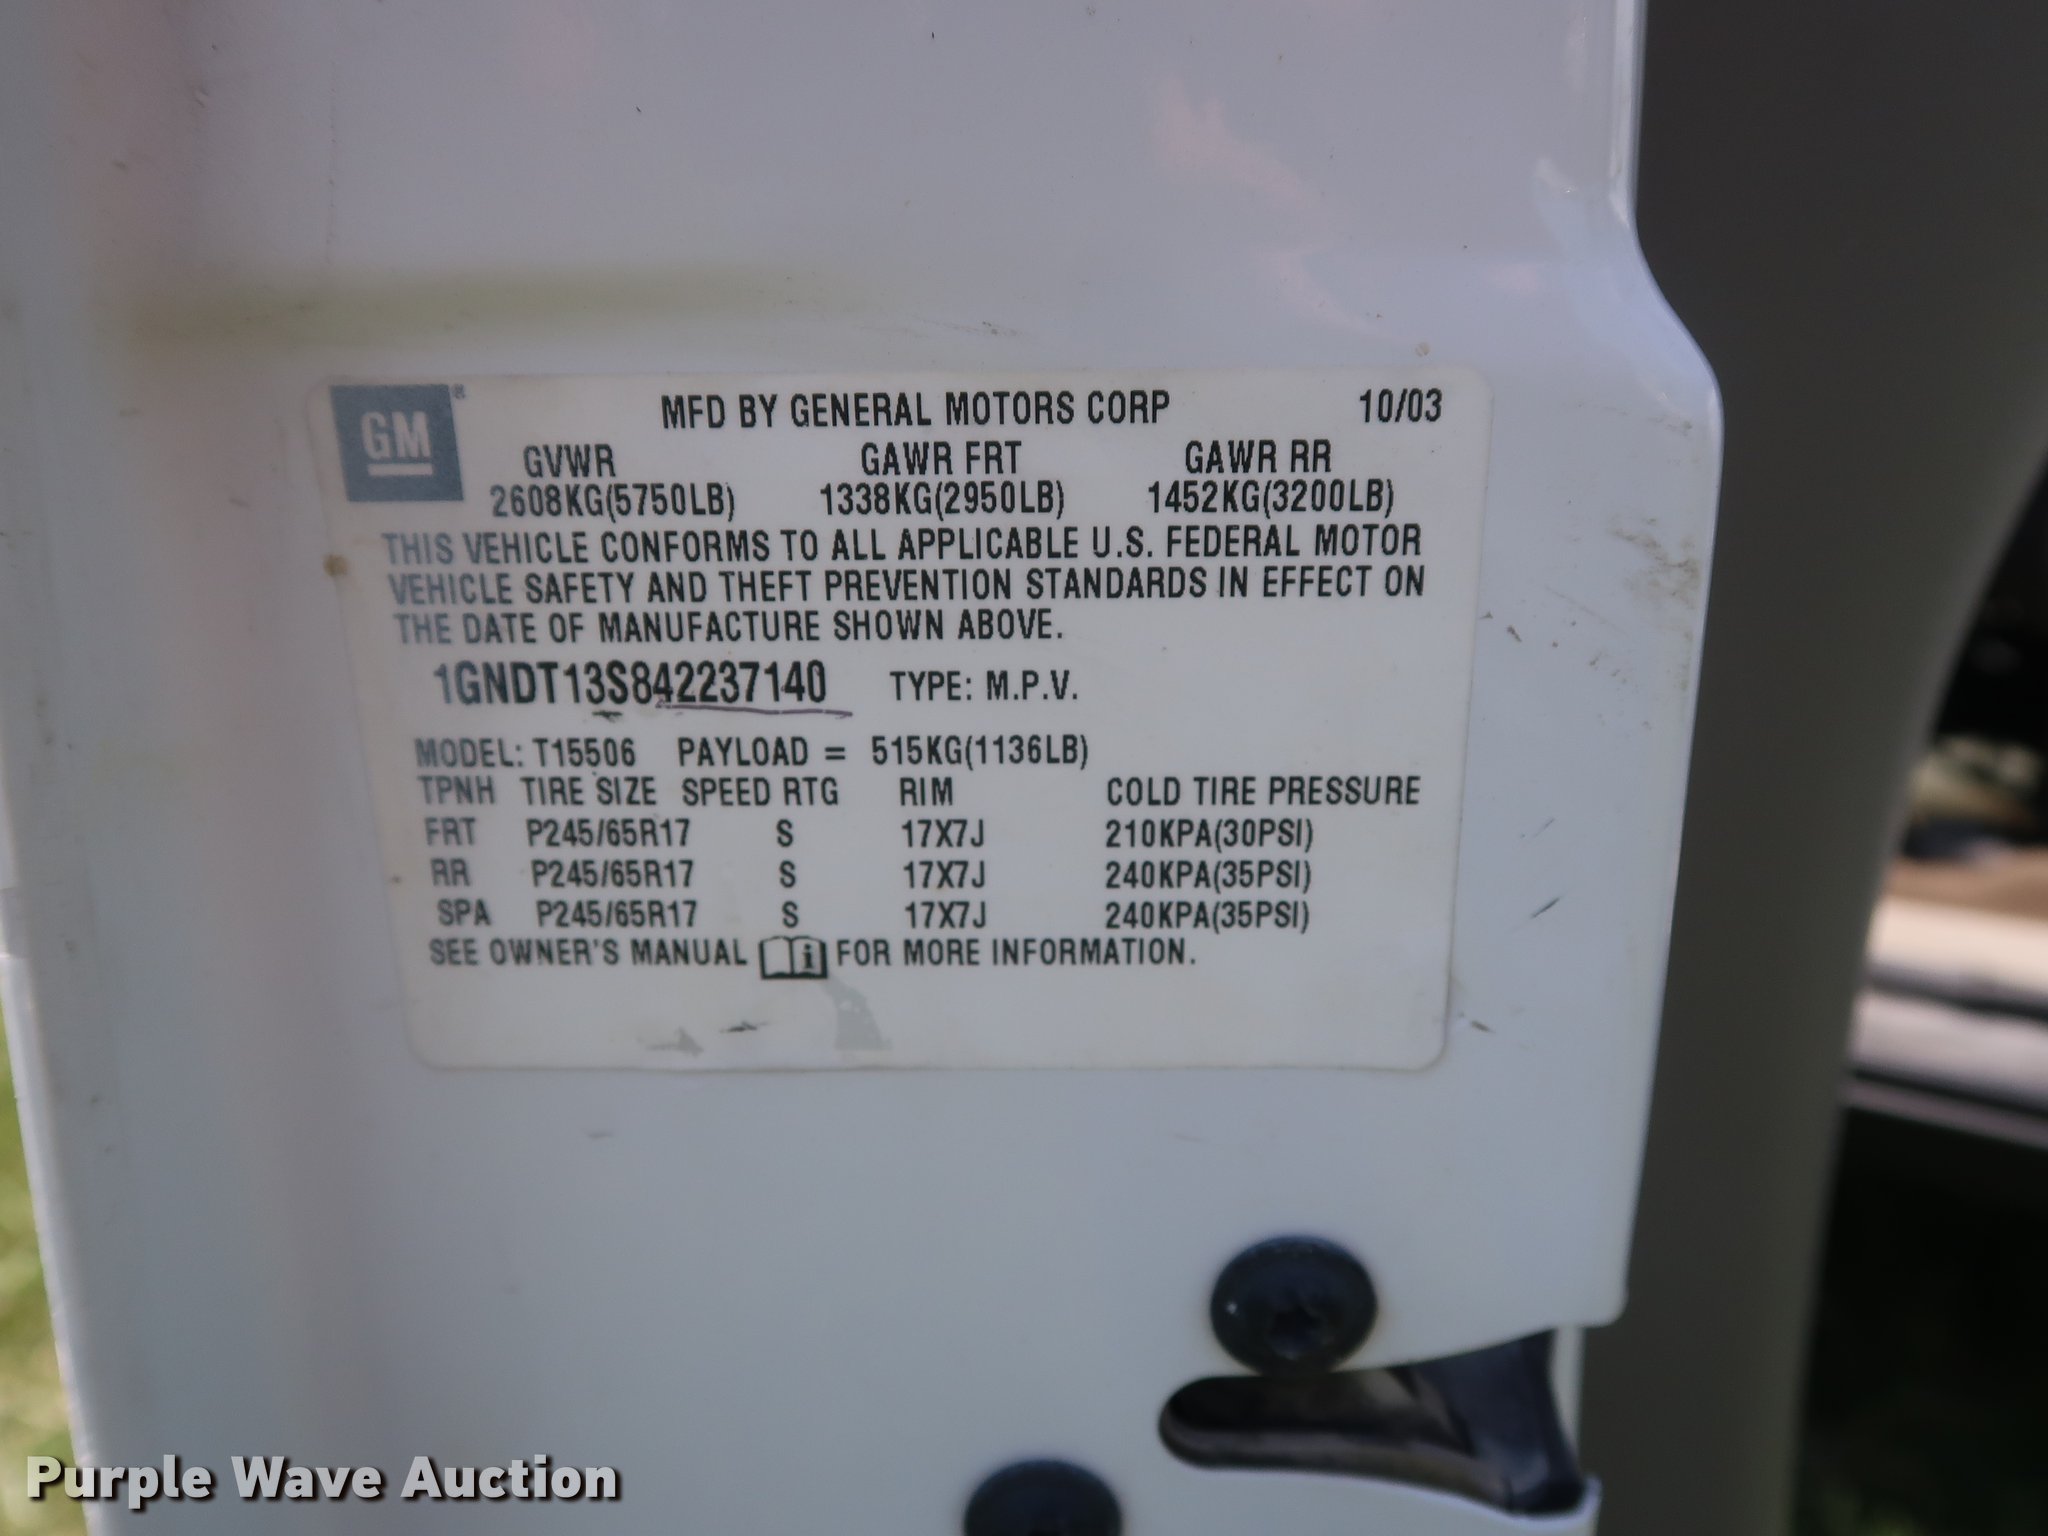 GM ®
MFD BY GENERAL MOTORS CORP 10/03
GVWR GAWR FRT GAWR RR
2608KG(5750LB) 1338KG(2950LB) 1452KG(3200LB)
THIS VEHICLE CONFORMS TO ALL APPLICABLE U.S. FEDERAL MOTOR
VEHICLE SAFETY AND THEFT PREVENTION STANDARDS IN EFFECT ON
THE DATE OF MANUFACTURE SHOWN ABOVE.
1GNDT13S842237140 TYPE: M.P.V.
MODEL: T15506 PAYLOAD = 515KG(1136LB)
TPNH TIRE SIZE SPEED RTG RIM COLD TIRE PRESSURE
FRT P245/65R17 S 17X7J 210KPA(30PSI)
RR P245/65R17 S 17X7J 240KPA(35PSI)
SPA P245/65R17 S 17X7J 240KPA(35PSI)
SEE OWNER'S MANUAL i FOR MORE INFORMATION.
Purple Wave Auction